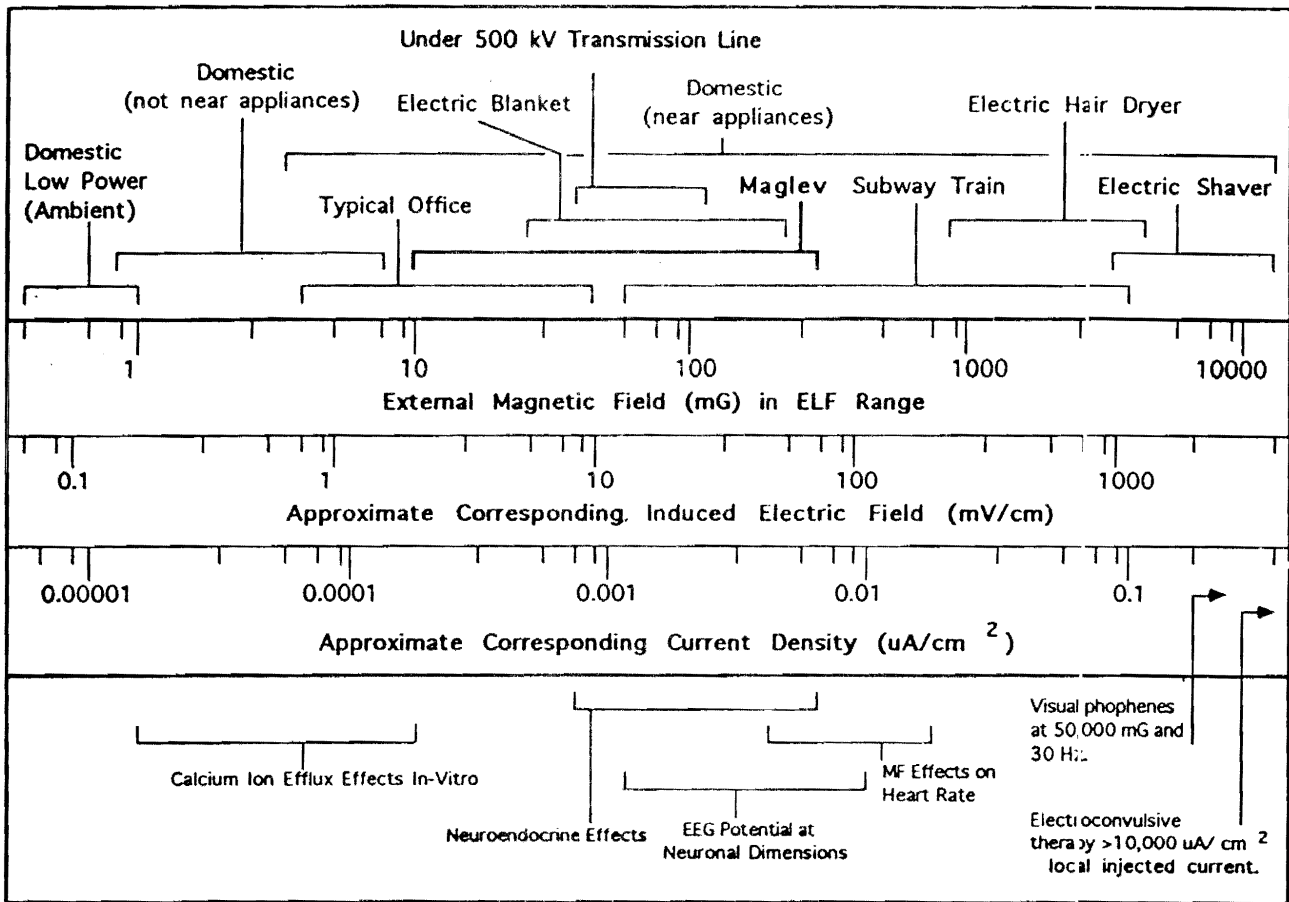 Under 500 kV Transmission Line
Domestic
(not near appliances)
Electric Blanket
Domestic
(near appliances)
Electric Hair Dryer
Domestic
Low Power
(Ambient)
Typical Office
Maglev
Subway Train
Electric Shaver
1 10 100 1000 10000
External Magnetic Field (mG) in ELF Range
0.1 1 10 100 1000
Approximate Corresponding. Induced Electric Field (mV/cm)
0.00001 0.0001 0.001 0.01 0.1
Approximate Corresponding Current Density (uA/cm 2 )
Calcium Ion Efflux Effects In-Vitro
Neuroendocrine Effects
EEG Potential at
Neuronal Dimensions
MF Effects on
Heart Rate
Visual phophenes
at 50,000 mG and
30 Hz.
Electroconvulsive
therapy >10,000 uA/ cm 2
local injected current.